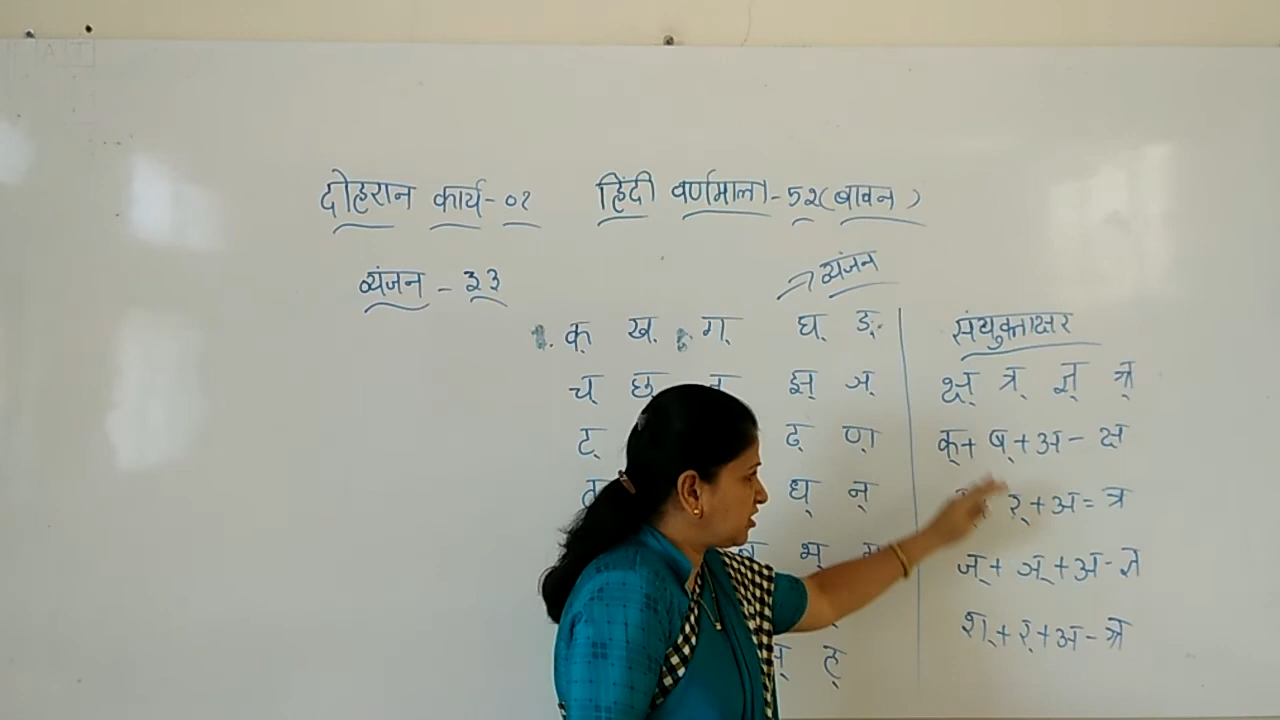 दोहरान कार्य - ०१ हिंदी वर्णमाला - ५२ (बावन)
व्यंजन - ३३
व्यंजन
क् ख् ग् घ् ङ्
च् छ् झ् ञ्
ट् ढ् ण्
ध् न्
भ्
ह्
संयुक्ताक्षर
क्ष् त्र् ज्ञ् श्र्
क् + ष् + अ - क्ष
र् + अ = त्र
ज् + ञ् + अ - ज्ञ
श् + र् + अ - श्र